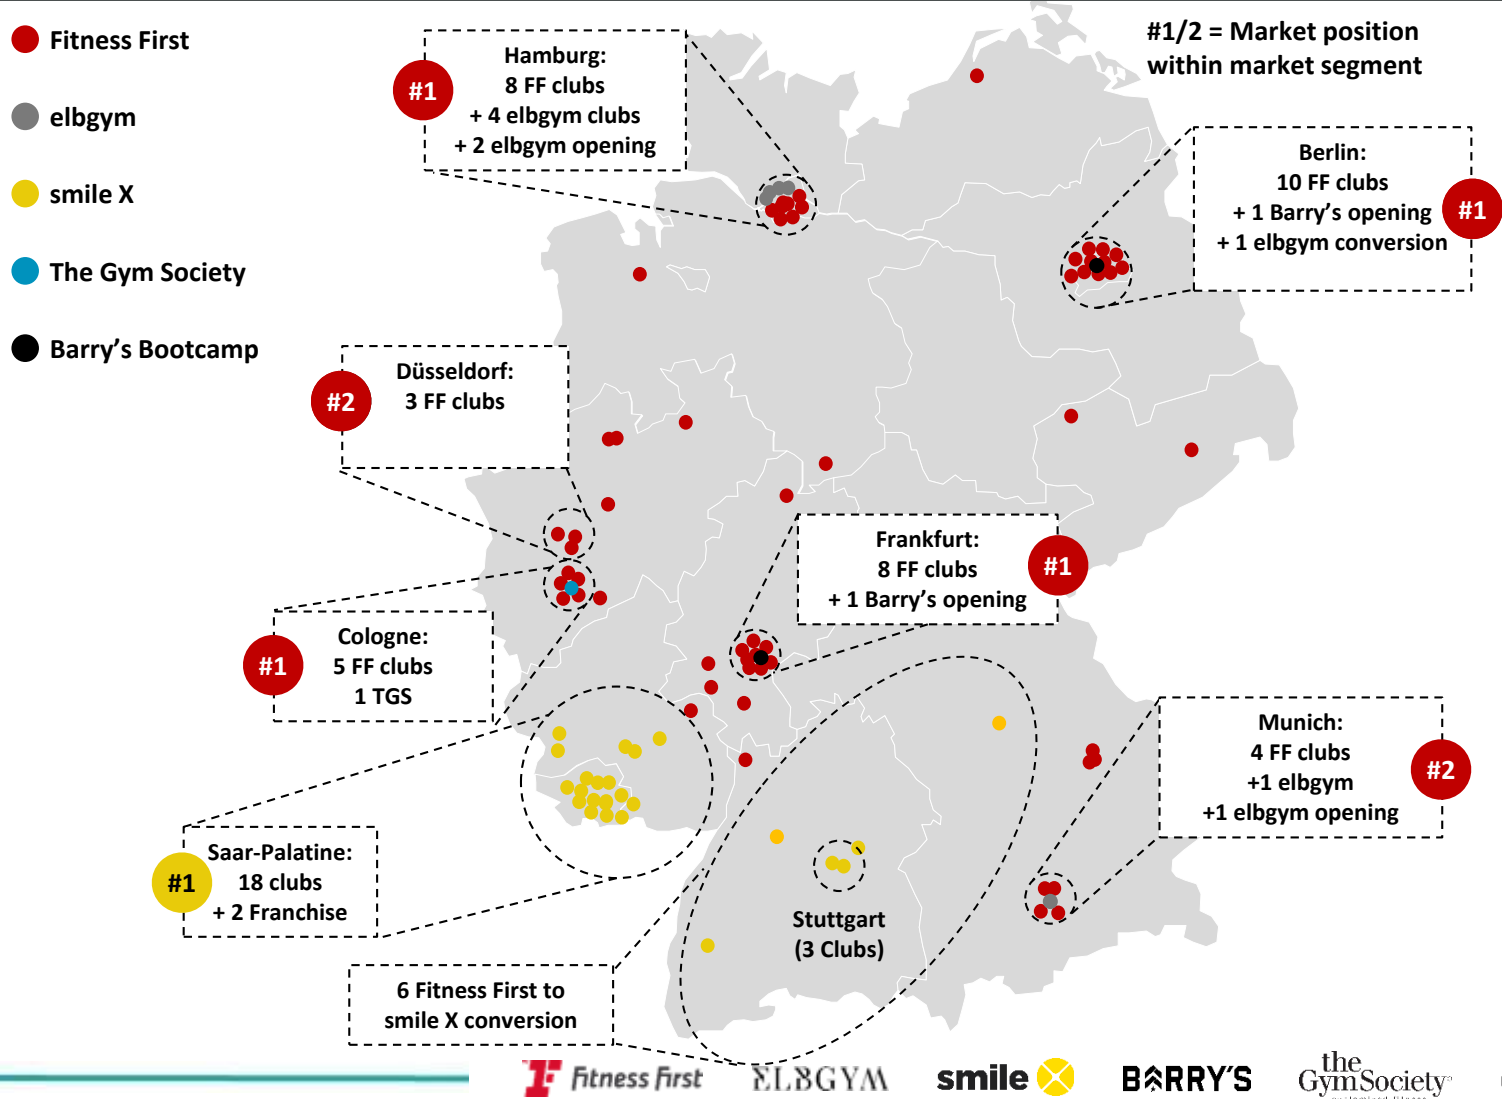 Fitness First
elbgym
smile X
The Gym Society
Barry's Bootcamp
#1/2 = Market position
within market segment
#1
Hamburg:
8 FF clubs
+ 4 elbgym clubs
+ 2 elbgym opening
Berlin:
10 FF clubs
+ 1 Barry's opening
+ 1 elbgym conversion
#1
#2
Düsseldorf:
3 FF clubs
Frankfurt:
8 FF clubs
+ 1 Barry's opening
#1
#1
Cologne:
5 FF clubs
1 TGS
Munich:
4 FF clubs
+1 elbgym
+1 elbgym opening
#2
#1
Saar-Palatine:
18 clubs
+ 2 Franchise
Stuttgart
(3 Clubs)
6 Fitness First to
smile X conversion
fitness first
ELBGYM
smile X
BARRY'S
the
GymSociety